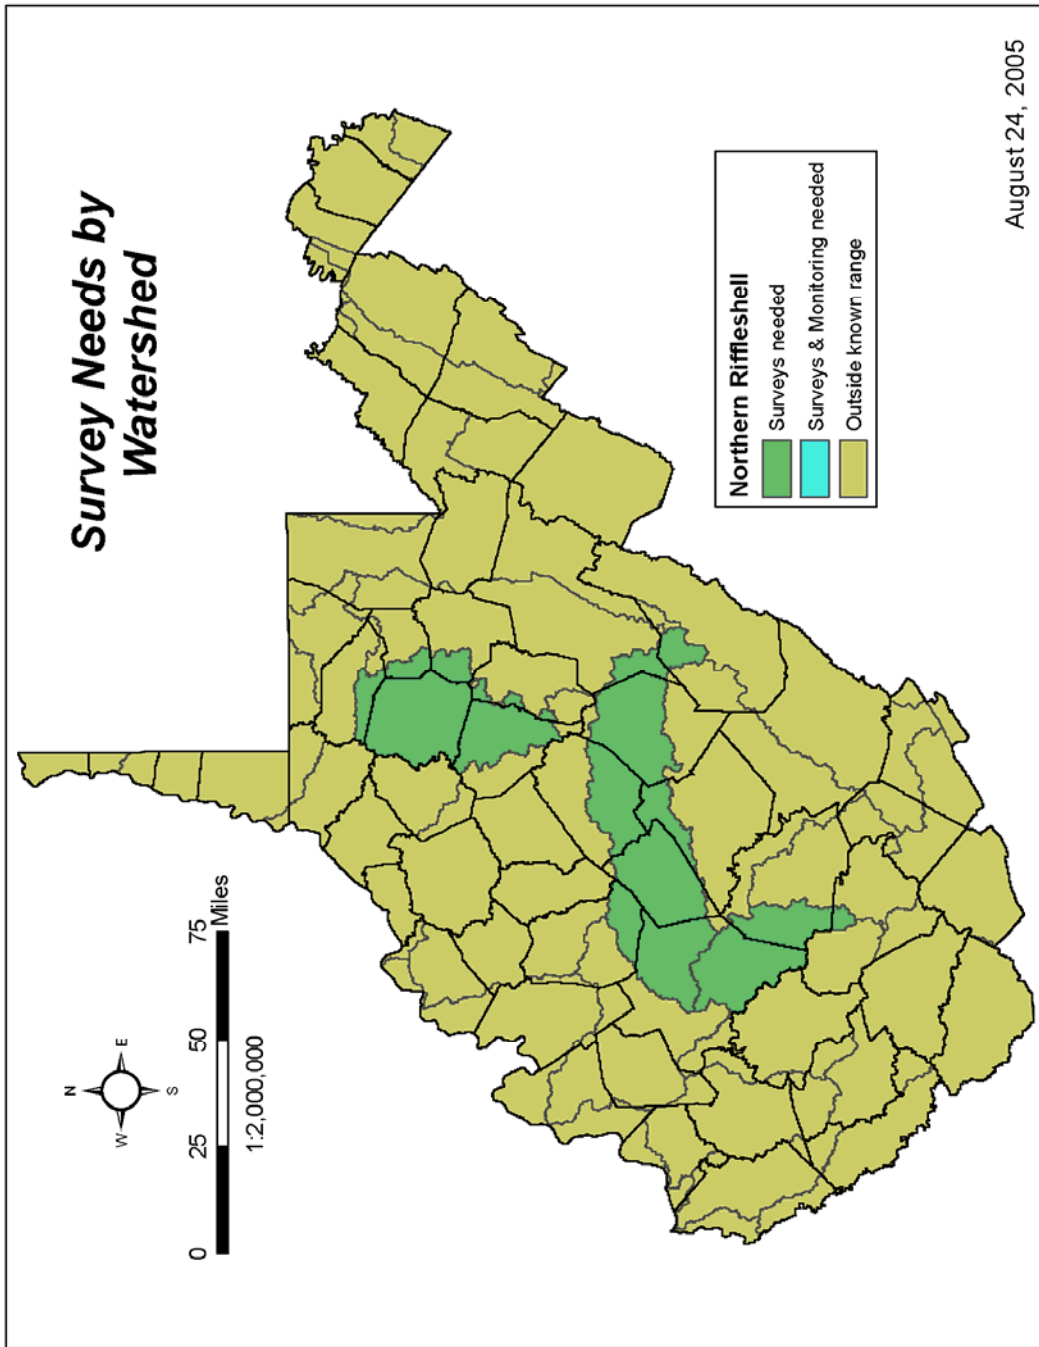 Survey Needs by
Watershed
N
W
E
S
0
25
50
75
Miles
1:2,000,000
Northern Riffleshell
Surveys needed
Surveys & Monitoring needed
Outside known range
August 24, 2005